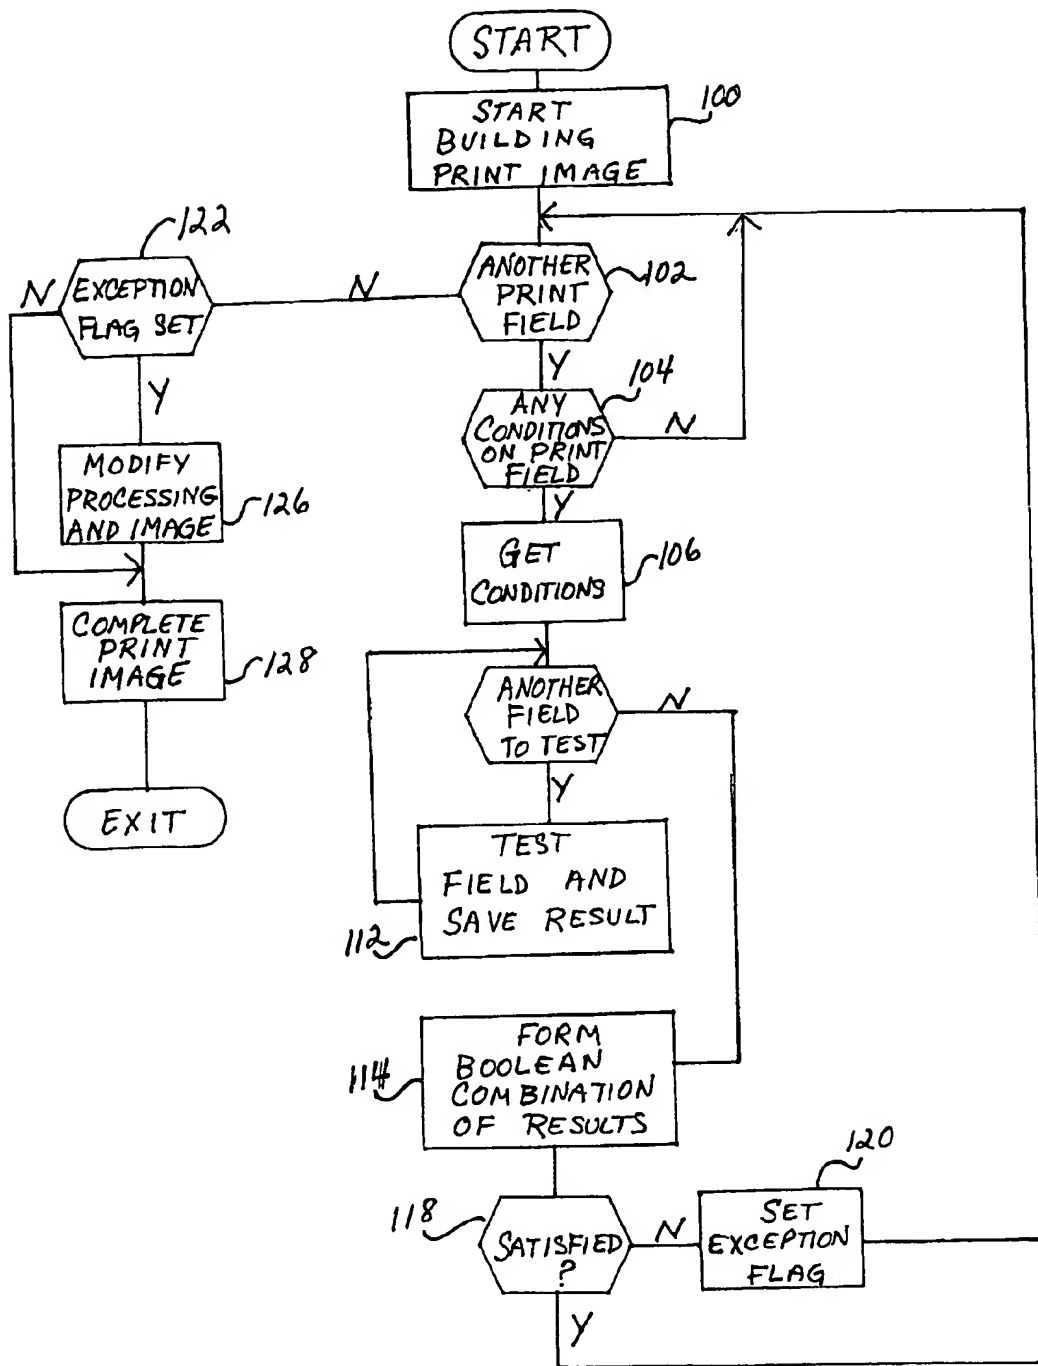 START
START
BUILDING
PRINT IMAGE
100
122
EXCEPTION
FLAG SET
N
N
ANOTHER
PRINT
FIELD
102
Y
Y
ANY
CONDITIONS
ON PRINT
FIELD
104
N
Y
MODIFY
PROCESSING
AND IMAGE
126
GET
CONDITIONS
106
COMPLETE
PRINT
IMAGE
128
ANOTHER
FIELD
TO TEST
N
Y
EXIT
TEST
FIELD AND
SAVE RESULT
112
FORM
BOOLEAN
COMBINATION
OF RESULTS
114
118
SATISFIED
?
N
SET
EXCEPTION
FLAG
120
Y